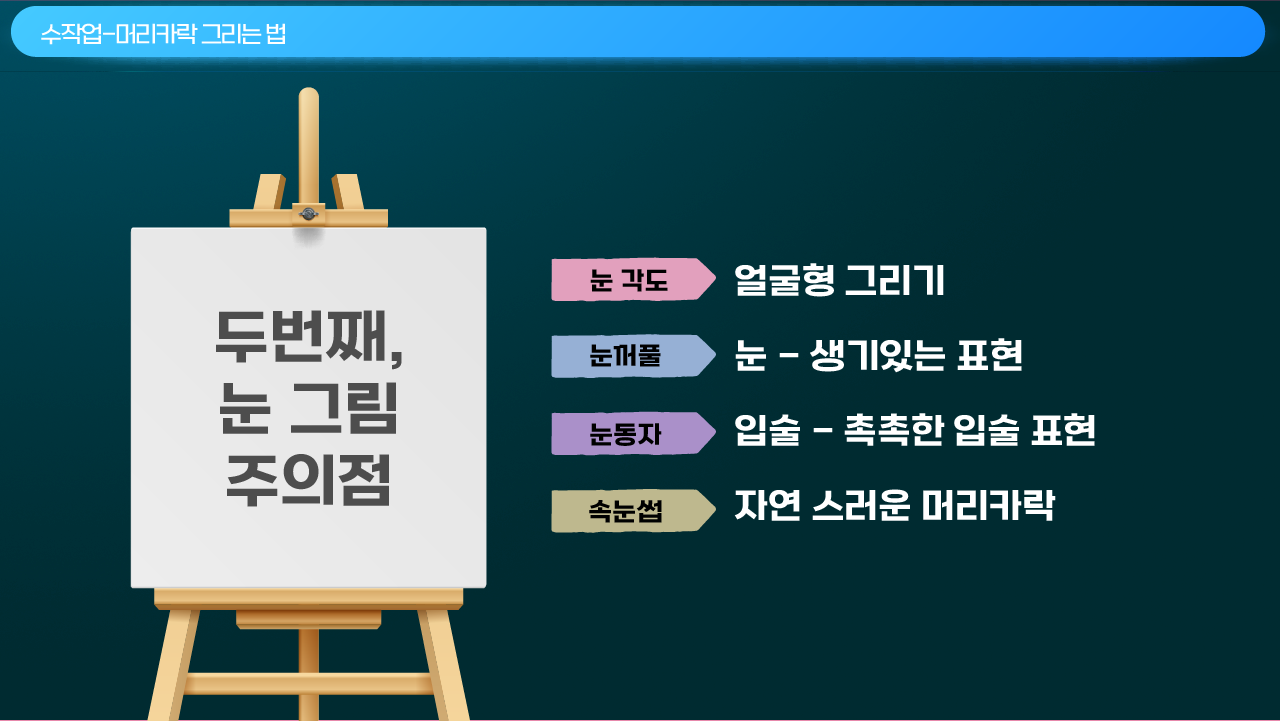 수작업-머리카락 그리는 법
두번째,
눈 그림
주의점
눈 각도 얼굴형 그리기
눈꺼풀 눈 - 생기있는 표현
눈동자 입술 - 촉촉한 입술 표현
속눈썹 자연 스러운 머리카락